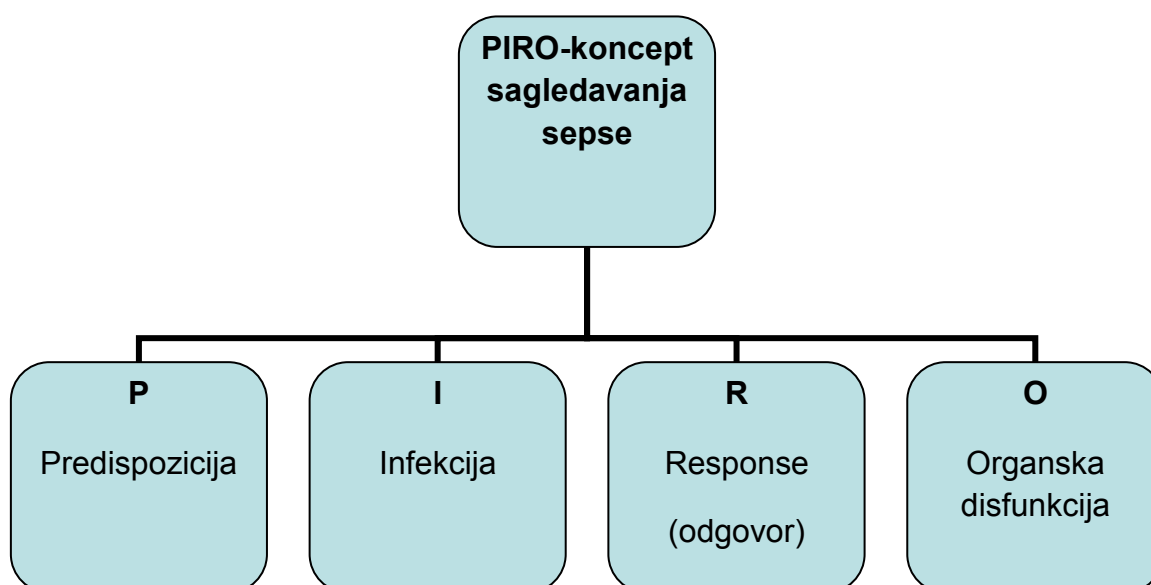 PIRO-koncept
sagledavanja
sepse
P
Predispozicija
I
Infekcija
R
Response
(odgovor)
O
Organska
disfunkcija